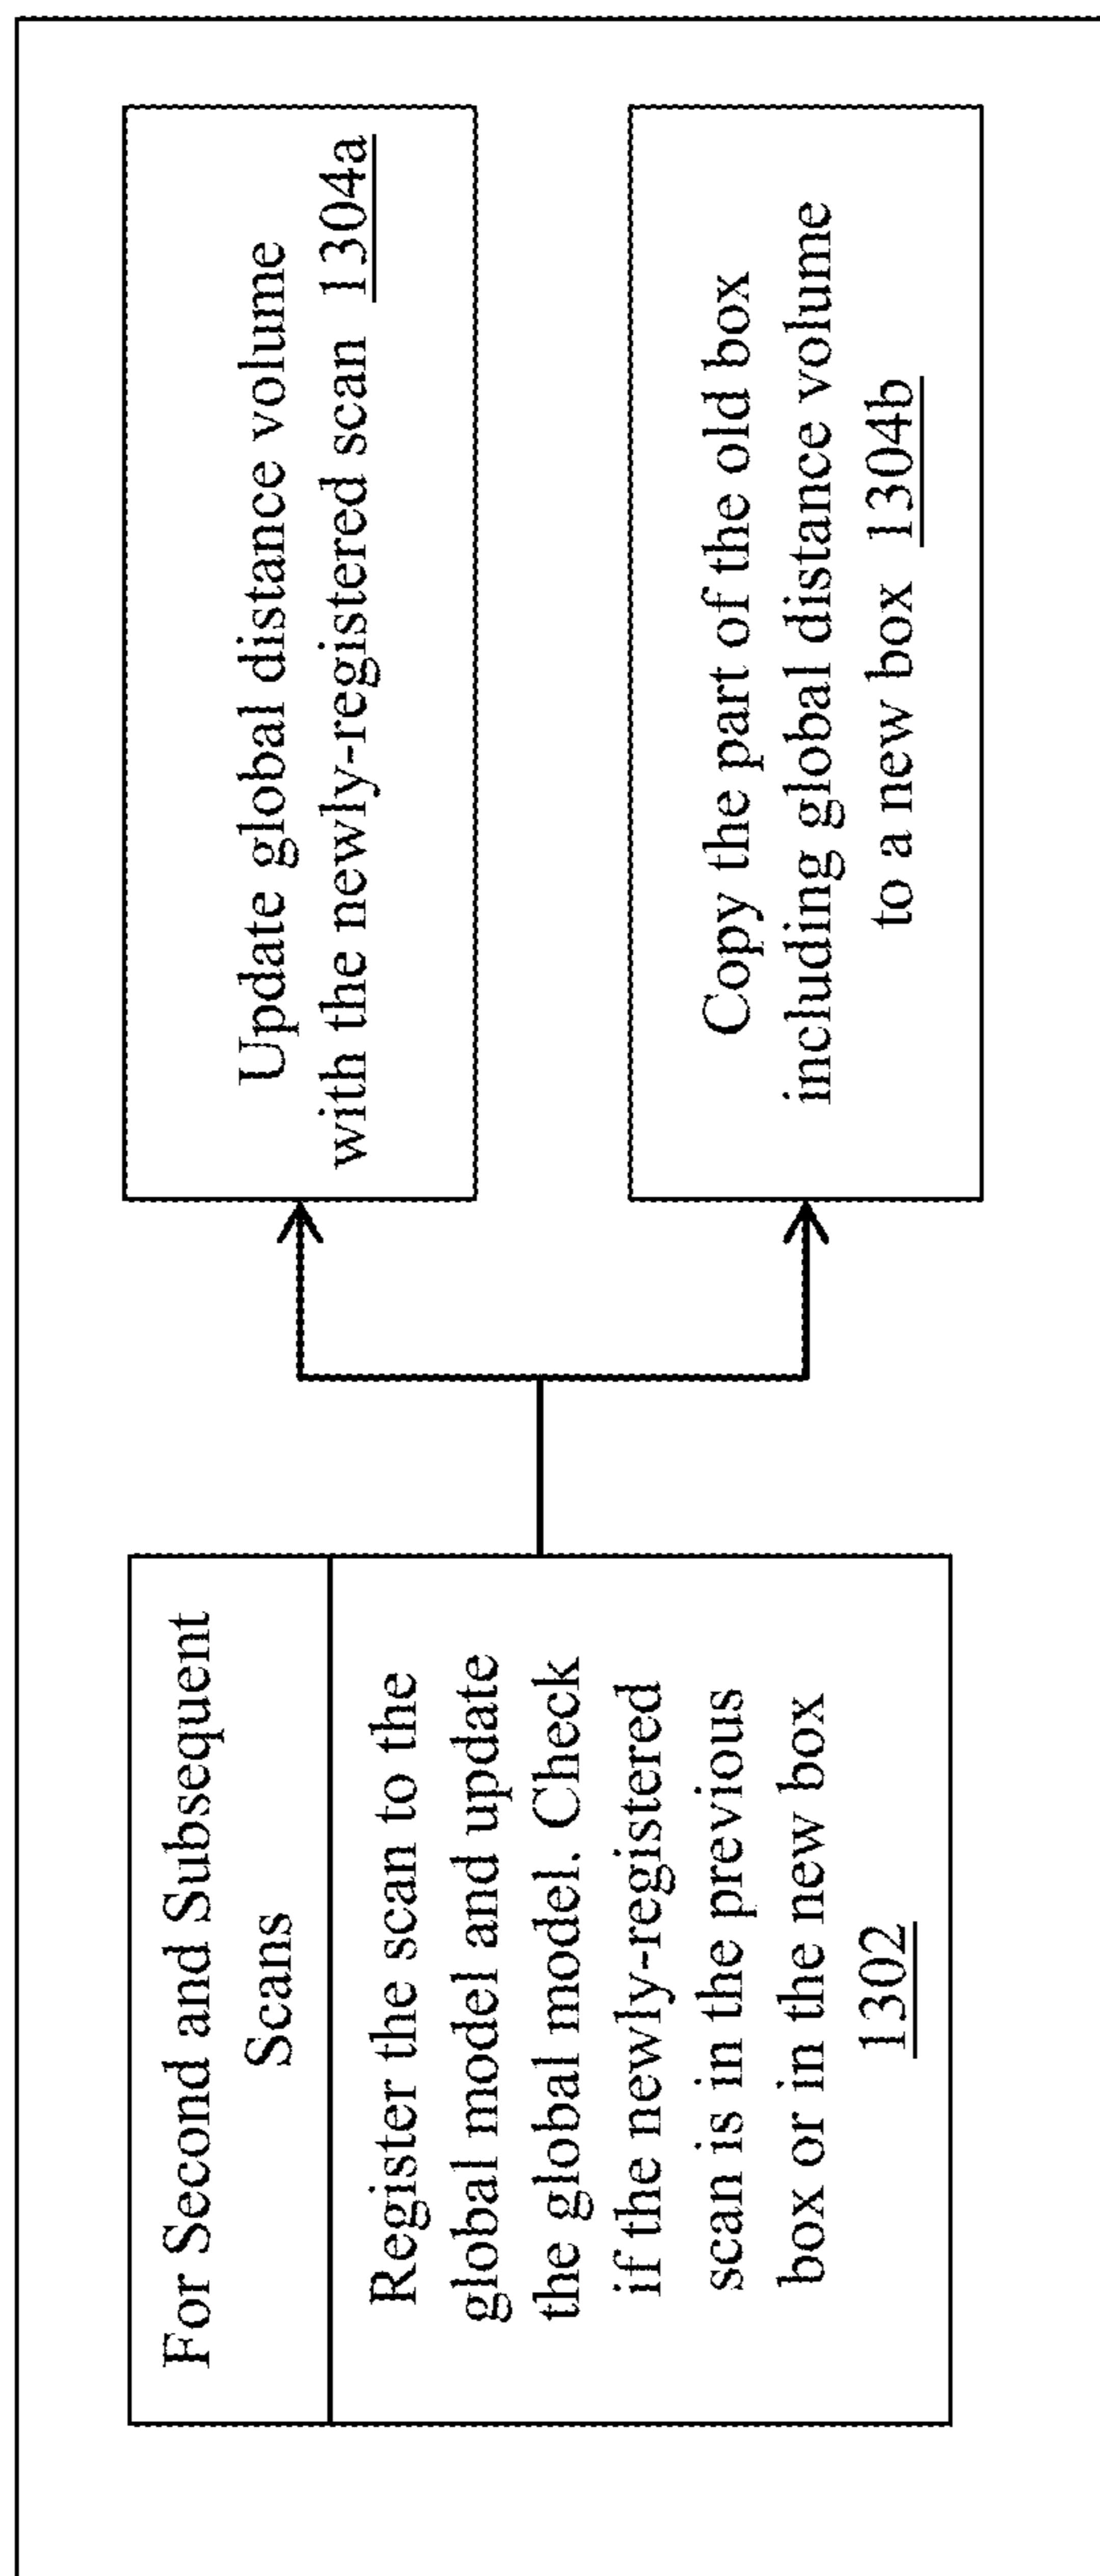 For Second and Subsequent
Scans
Register the scan to the
global model and update
the global model. Check
if the newly-registered
scan is in the previous
box or in the new box
1302
Update global distance volume
with the newly-registered scan 1304a
Copy the part of the old box
including global distance volume
to a new box 1304b